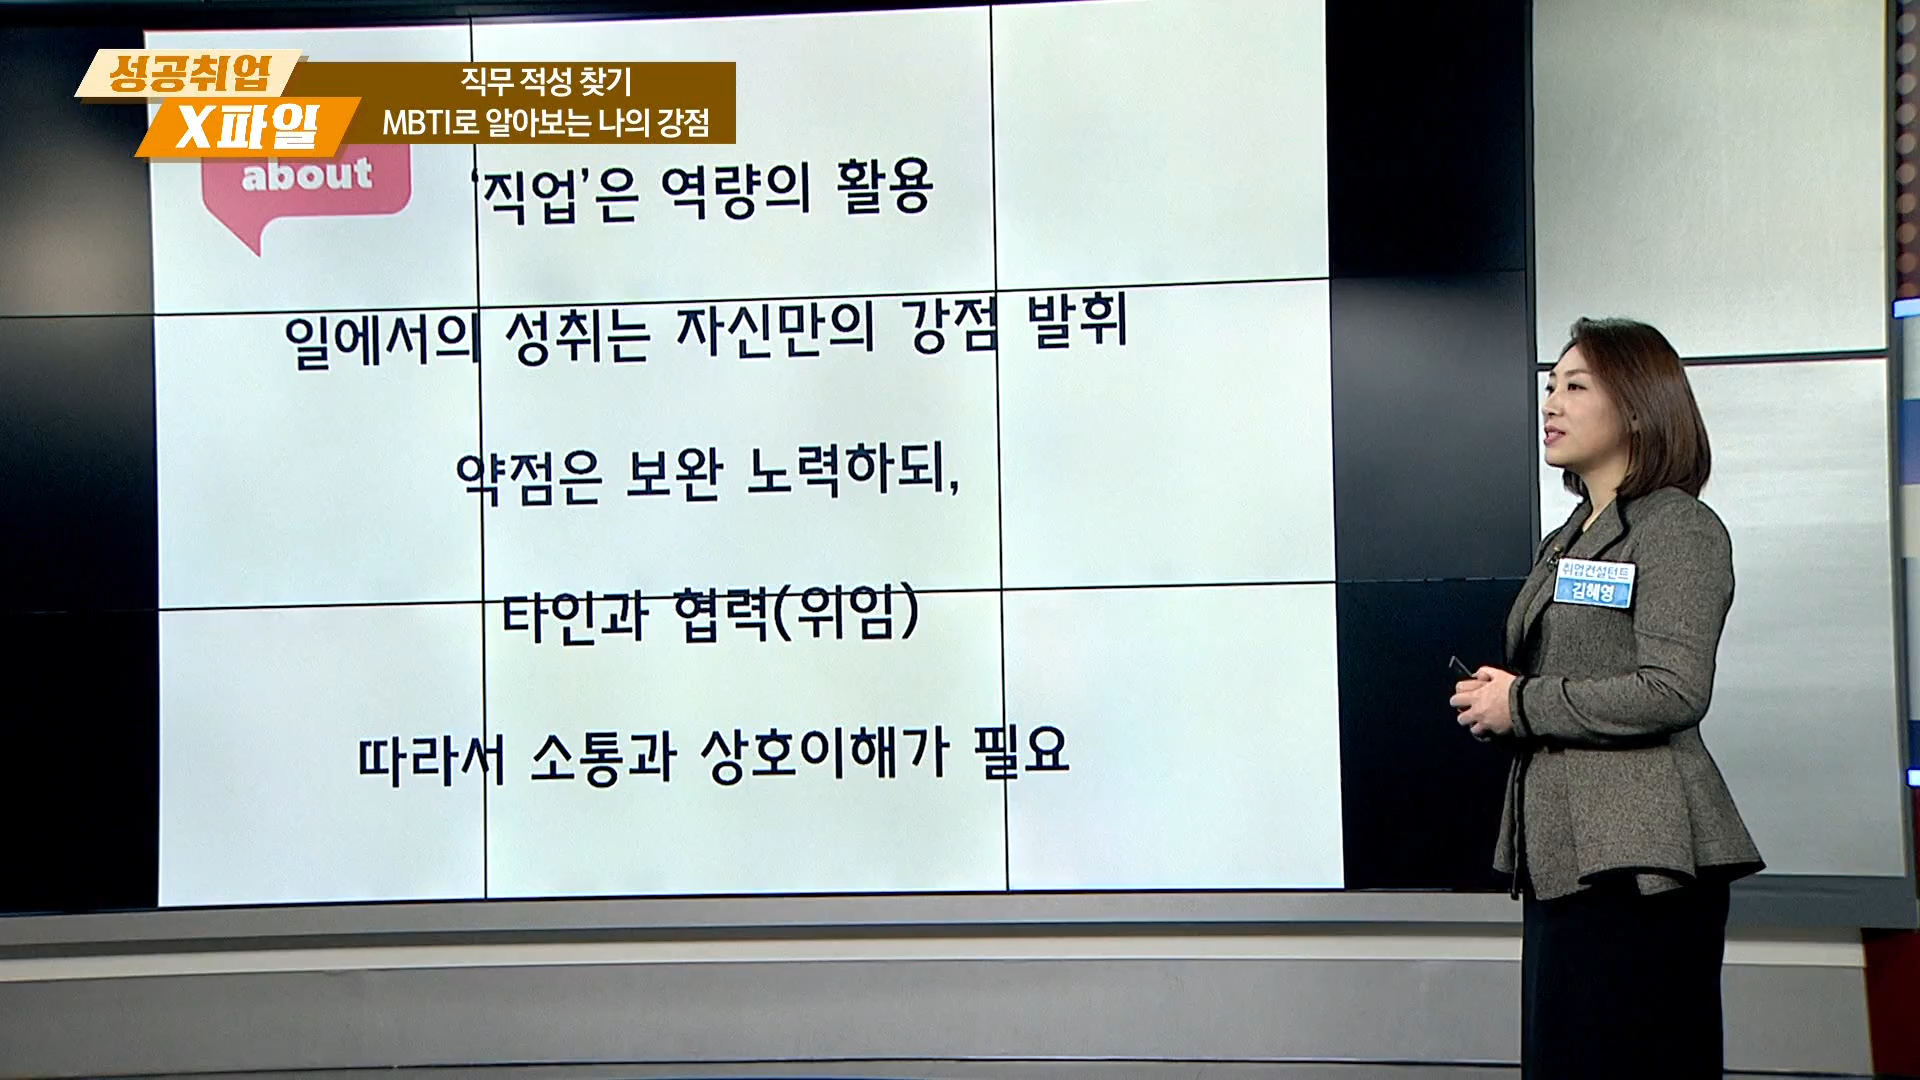 성공취업
X파일
직무 적성 찾기
MBTI로 알아보는 나의 강점
about
‘직업’은 역량의 활용
일에서의 성취는 자신만의 강점 발휘
약점은 보완 노력하되,
타인과 협력(위임)
따라서 소통과 상호이해가 필요
취업컨설턴트
김혜영